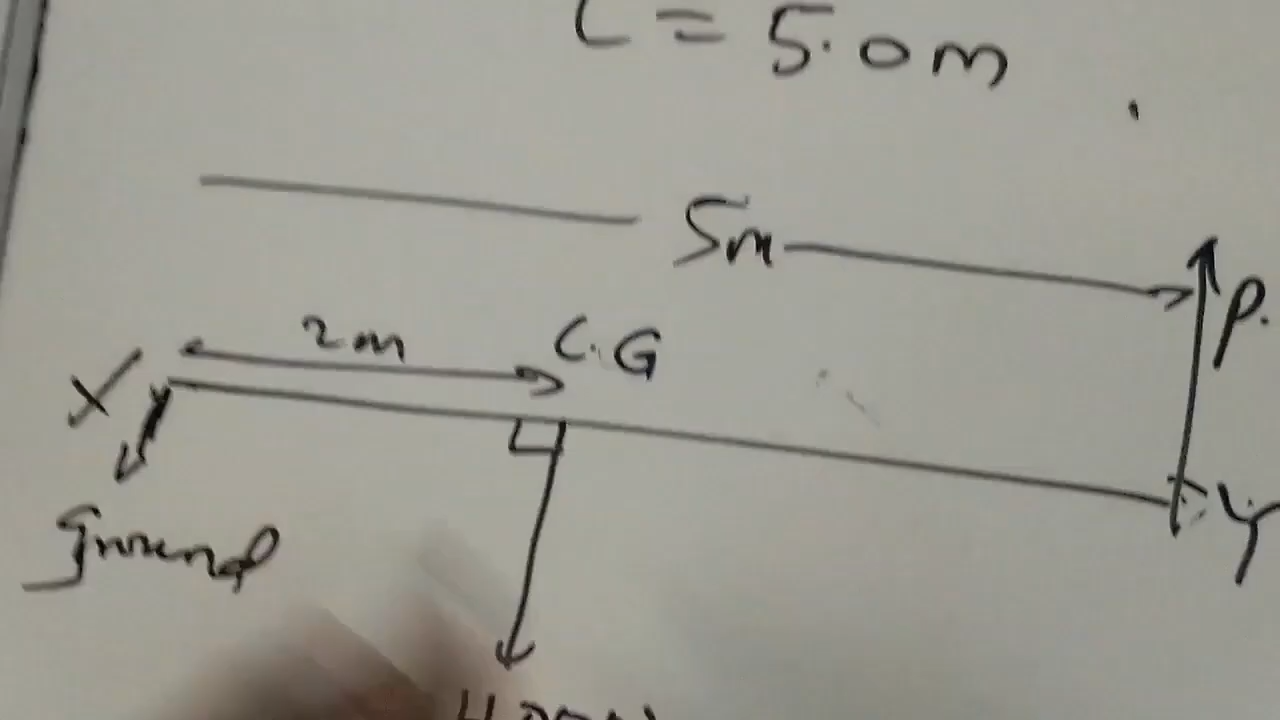 L = 5.0m
5m
P.
2m
C.G
X
Y
ground